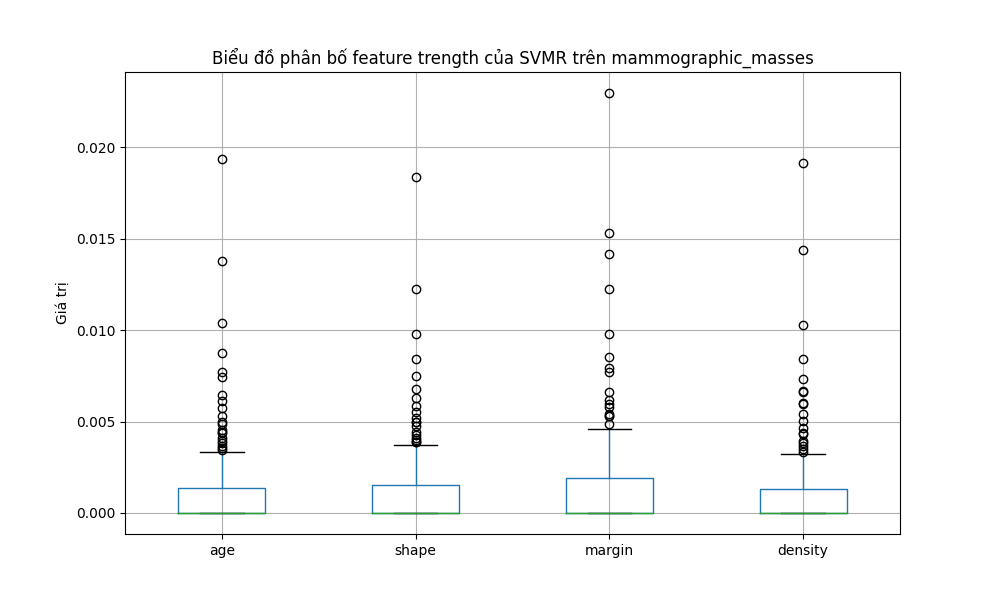 Biểu đồ phân bố feature trength của SVMR trên mammographic_masses
0.020
0.015
Giá trị
0.010
0.005
0.000
age shape margin density